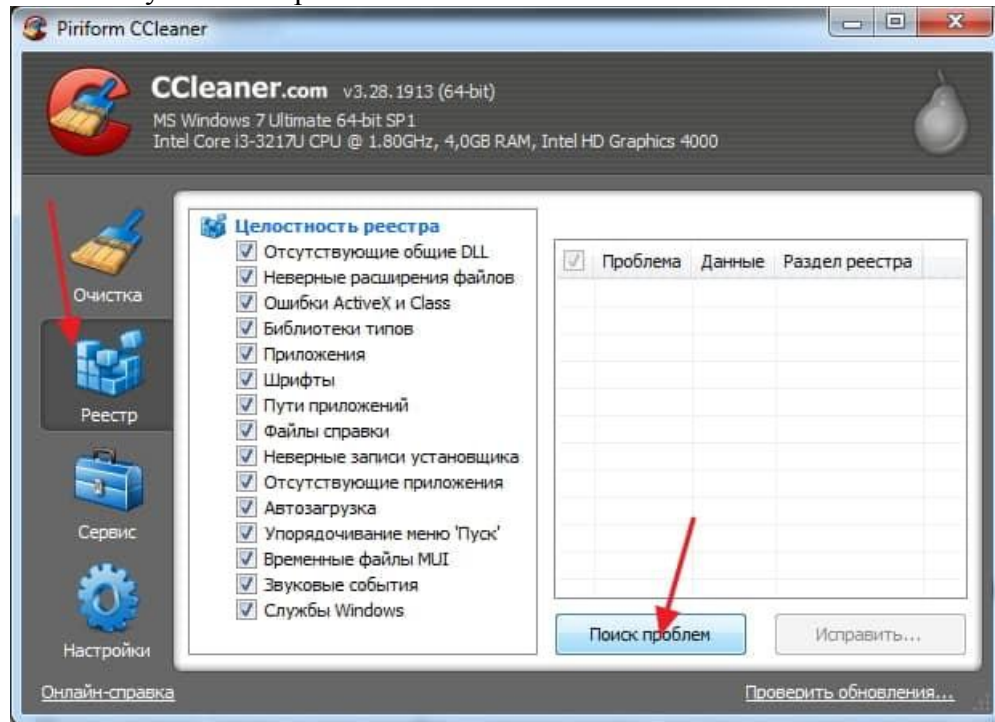 Piriform CCleaner
CCleaner.com v3.28.1913 (64-bit)
MS Windows 7 Ultimate 64-bit SP1
Intel Core i3-3217U CPU @ 1.80GHz, 4,0GB RAM, Intel HD Graphics 4000
Очистка
Реестр
Сервис
Настройки
Целостность реестра
Отсутствующие общие DLL
Неверные расширения файлов
Ошибки ActiveX и Class
Библиотеки типов
Приложения
Шрифты
Пути приложений
Файлы справки
Неверные записи установщика
Отсутствующие приложения
Автозагрузка
Упорядочивание меню 'Пуск'
Временные файлы MUI
Звуковые события
Службы Windows
Проблема Данные Раздел реестра
Поиск проблем Исправить...
Онлайн-справка Проверить обновления...